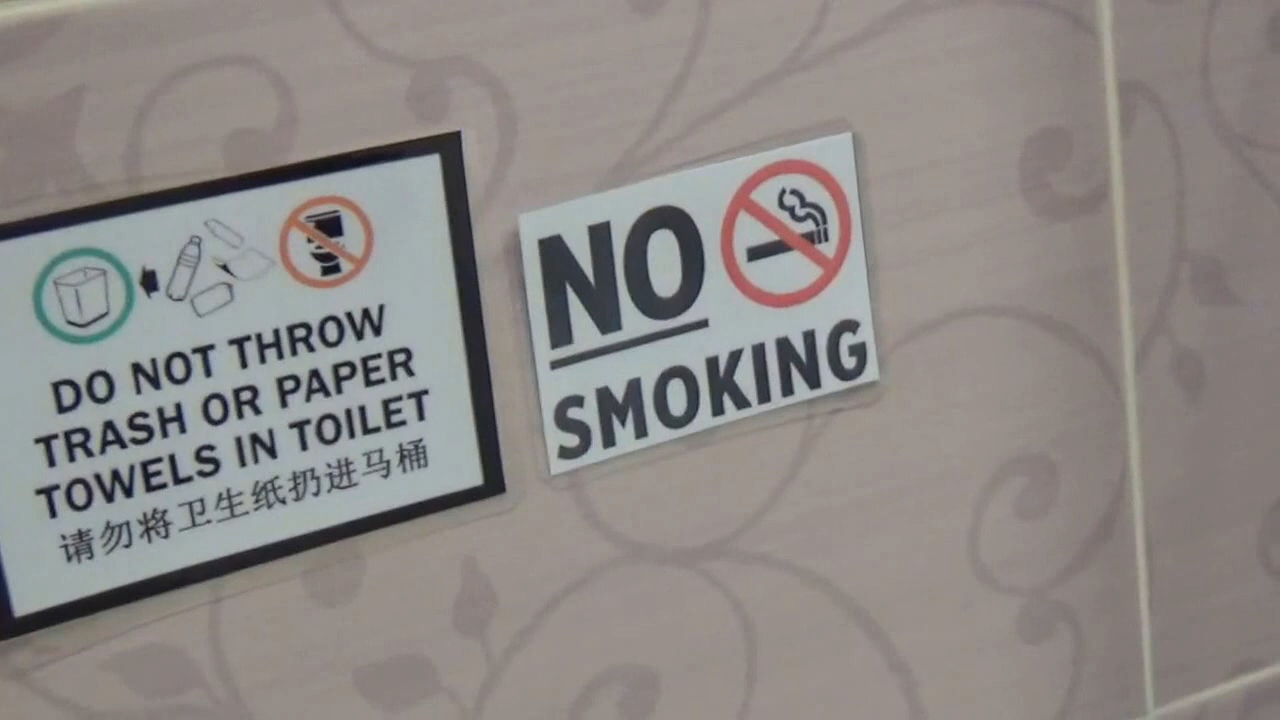 DO NOT THROW
TRASH OR PAPER
TOWELS IN TOILET
请勿将卫生纸扔进马桶
NO
SMOKING